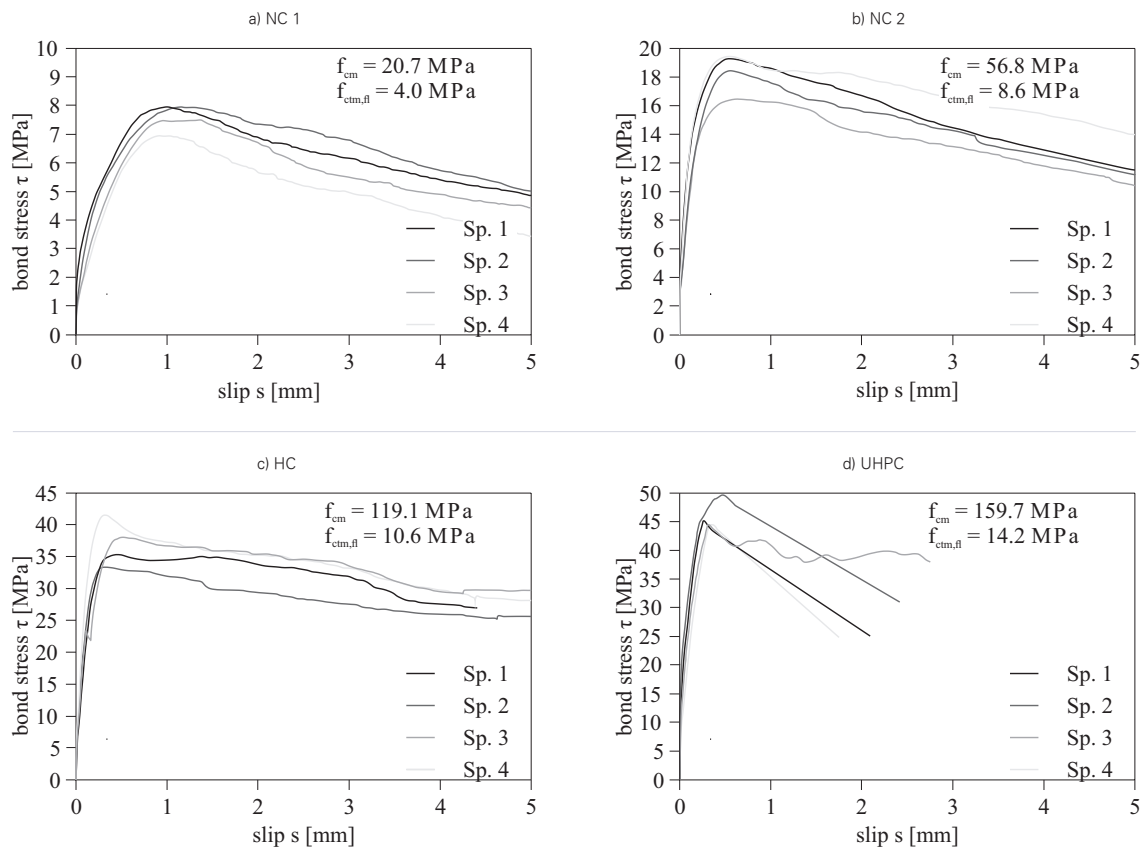 a) NC 1
10
9
8
7
6
5
4
3
2
1
0
bond stress τ [MPa]
f_cm = 20.7 MPa
f_ctm,fl = 4.0 MPa
Sp. 1
Sp. 2
Sp. 3
Sp. 4
0 1 2 3 4 5
slip s [mm]
b) NC 2
20
18
16
14
12
10
8
6
4
2
0
bond stress τ [MPa]
f_cm = 56.8 MPa
f_ctm,fl = 8.6 MPa
Sp. 1
Sp. 2
Sp. 3
Sp. 4
0 1 2 3 4 5
slip s [mm]
c) HC
45
40
35
30
25
20
15
10
5
0
bond stress τ [MPa]
f_cm = 119.1 MPa
f_ctm,fl = 10.6 MPa
Sp. 1
Sp. 2
Sp. 3
Sp. 4
0 1 2 3 4 5
slip s [mm]
d) UHPC
50
45
40
35
30
25
20
15
10
5
0
bond stress τ [MPa]
f_cm = 159.7 MPa
f_ctm,fl = 14.2 MPa
Sp. 1
Sp. 2
Sp. 3
Sp. 4
0 1 2 3 4 5
slip s [mm]